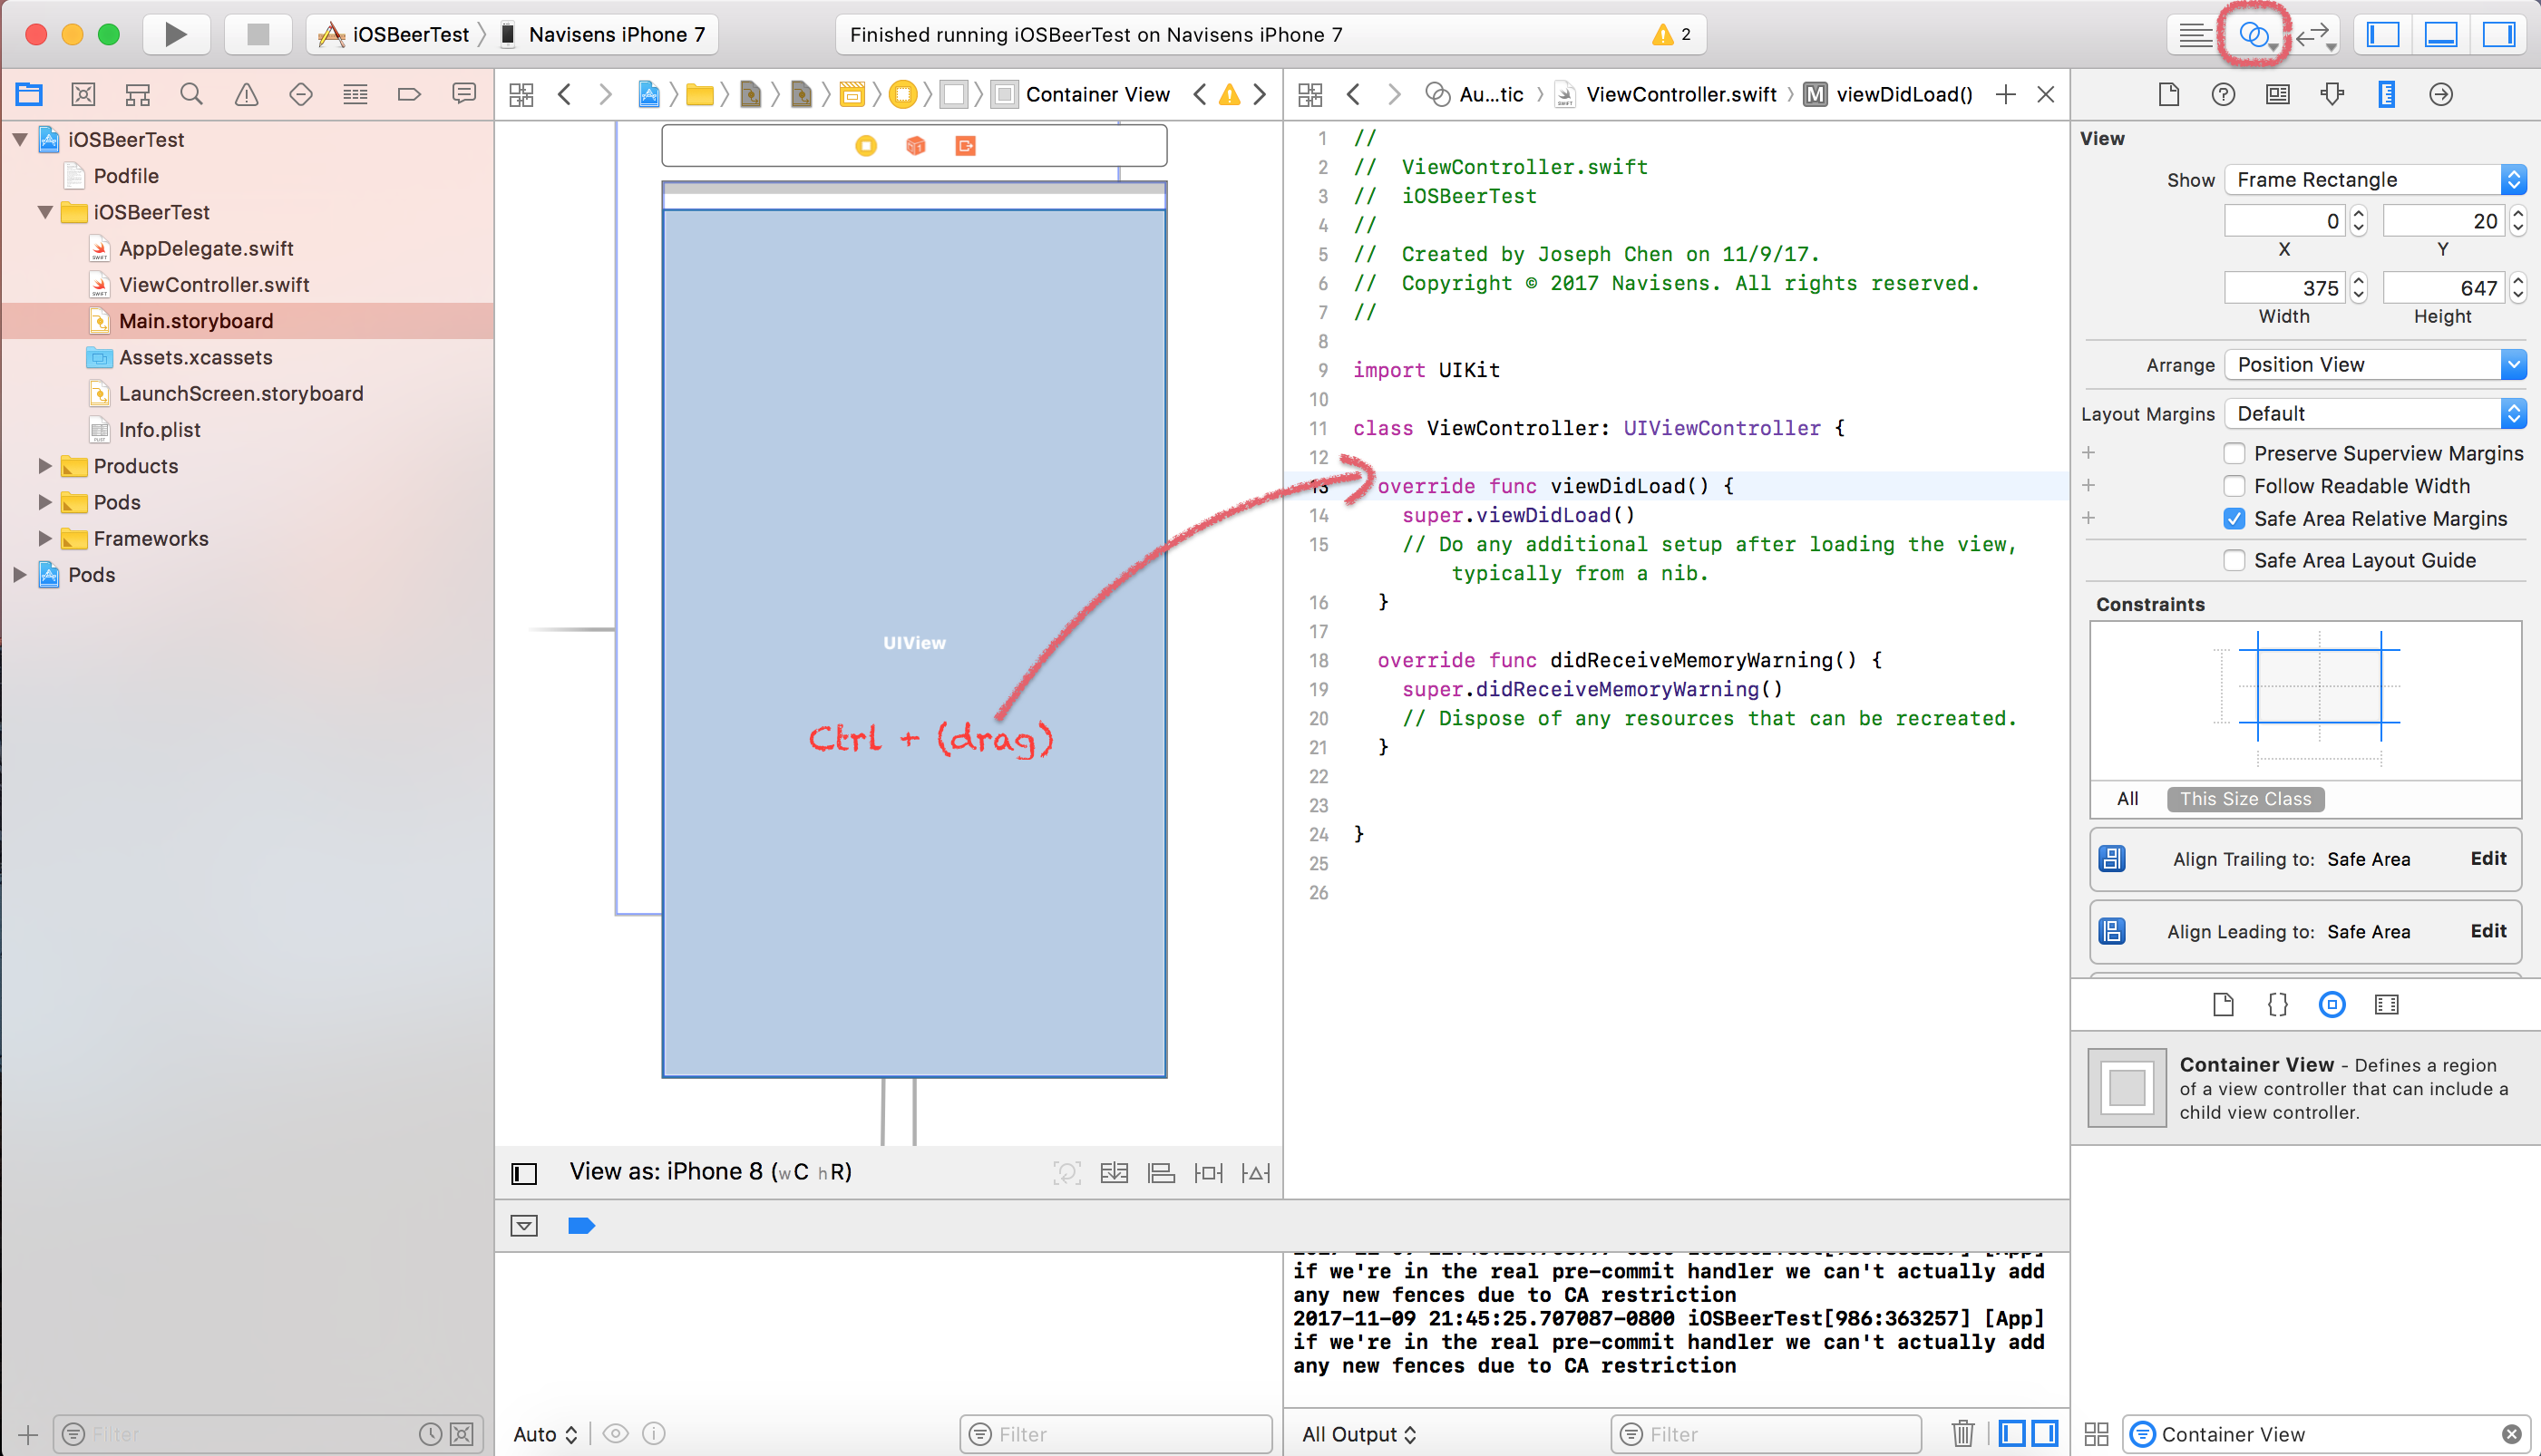 iOSBeerTest
Navisens iPhone 7
Finished running iOSBeerTest on Navisens iPhone 7
2
iOSBeerTest
Podfile
iOSBeerTest
AppDelegate.swift
ViewController.swift
Main.storyboard
Assets.xcassets
LaunchScreen.storyboard
Info.plist
Products
Pods
Frameworks
Pods
Filter
Container View
UIView
Ctrl + (drag)
View as: iPhone 8 (wC hR)
Au...tic
ViewController.swift
M viewDidLoad()
1 //
2 // ViewController.swift
3 // iOSBeerTest
4 //
5 // Created by Joseph Chen on 11/9/17.
6 // Copyright © 2017 Navisens. All rights reserved.
7 //
8
9 import UIKit
10
11 class ViewController: UIViewController {
12
13 override func viewDidLoad() {
14 super.viewDidLoad()
15 // Do any additional setup after loading the view,
typically from a nib.
16 }
17
18 override func didReceiveMemoryWarning() {
19 super.didReceiveMemoryWarning()
20 // Dispose of any resources that can be recreated.
21 }
22
23
24 }
25
26
Auto
Filter
if we're in the real pre-commit handler we can't actually add
any new fences due to CA restriction
2017-11-09 21:45:25.707087-0800 iOSBeerTest[986:363257] [App]
if we're in the real pre-commit handler we can't actually add
any new fences due to CA restriction
All Output
Filter
View
Show Frame Rectangle
0 20
X Y
375 647
Width Height
Arrange Position View
Layout Margins Default
Preserve Superview Margins
Follow Readable Width
Safe Area Relative Margins
Safe Area Layout Guide
Constraints
All This Size Class
Align Trailing to: Safe Area Edit
Align Leading to: Safe Area Edit
Container View - Defines a region
of a view controller that can include a
child view controller.
Container View